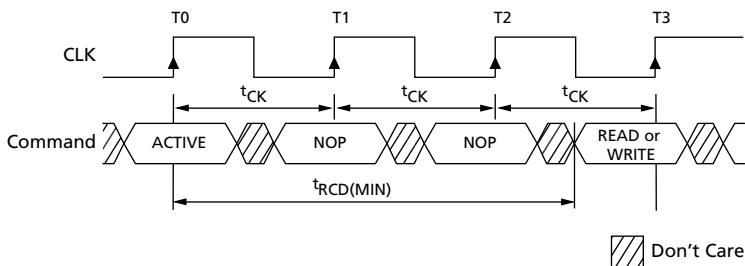 T0 T1 T2 T3
CLK
tCK tCK tCK
Command ACTIVE NOP NOP READ or WRITE
tRCD(MIN)
Don't Care